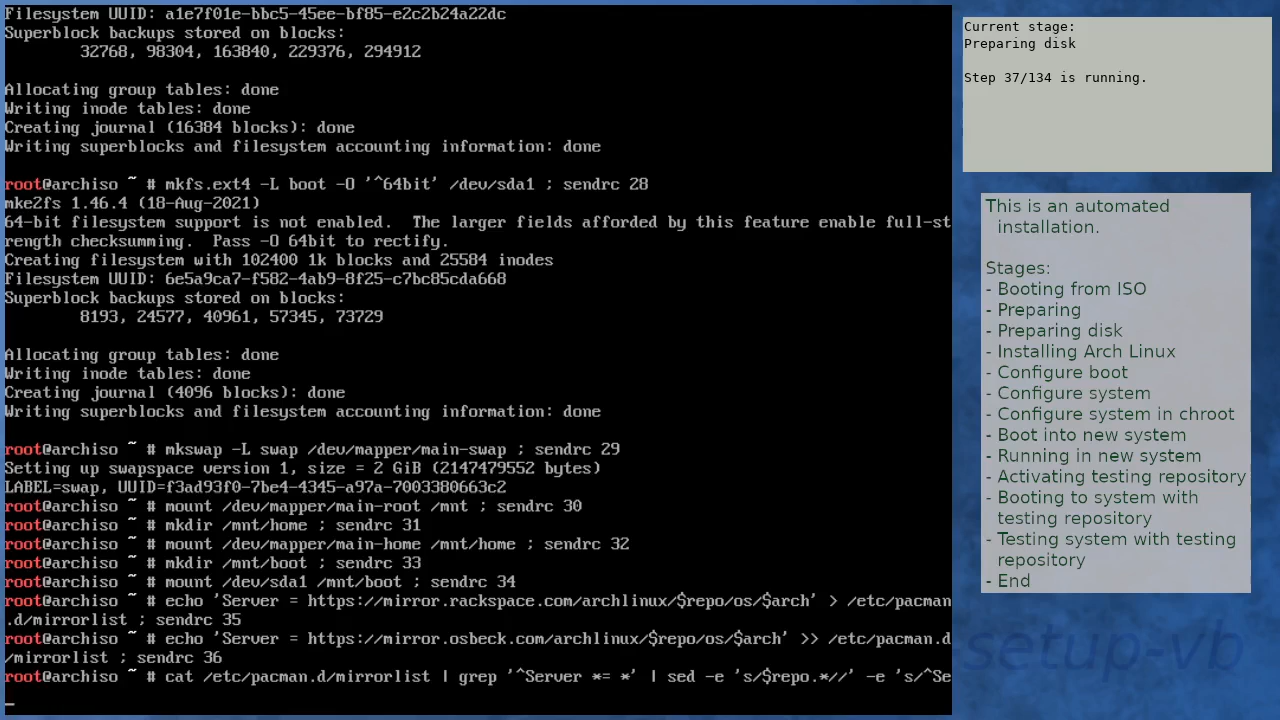 Filesystem UUID: a1e7f01e-bbc5-45ee-bf85-e2c2b24a22dc
Superblock backups stored on blocks:
        32768, 98304, 163840, 229376, 294912

Allocating group tables: done
Writing inode tables: done
Creating journal (16384 blocks): done
Writing superblocks and filesystem accounting information: done

root@archiso ~ # mkfs.ext4 -L boot -O '^64bit' /dev/sda1 ; sendrc 28
mke2fs 1.46.4 (18-Aug-2021)
64-bit filesystem support is not enabled.  The larger fields afforded by this feature enable full-st
rength checksumming.  Pass -O 64bit to rectify.
Creating filesystem with 102400 1k blocks and 25584 inodes
Filesystem UUID: 6e5a9ca7-f582-4ab9-8f25-c7bc85cda668
Superblock backups stored on blocks:
        8193, 24577, 40961, 57345, 73729

Allocating group tables: done
Writing inode tables: done
Creating journal (4096 blocks): done
Writing superblocks and filesystem accounting information: done

root@archiso ~ # mkswap -L swap /dev/mapper/main-swap ; sendrc 29
Setting up swapspace version 1, size = 2 GiB (2147479552 bytes)
LABEL=swap, UUID=f3ad93f0-7be4-4345-a97a-7003380663c2
root@archiso ~ # mount /dev/mapper/main-root /mnt ; sendrc 30
root@archiso ~ # mkdir /mnt/home ; sendrc 31
root@archiso ~ # mount /dev/mapper/main-home /mnt/home ; sendrc 32
root@archiso ~ # mkdir /mnt/boot ; sendrc 33
root@archiso ~ # mount /dev/sda1 /mnt/boot ; sendrc 34
root@archiso ~ # echo 'Server = https://mirror.rackspace.com/archlinux/$repo/os/$arch' > /etc/pacman
.d/mirrorlist ; sendrc 35
root@archiso ~ # echo 'Server = https://mirror.osbeck.com/archlinux/$repo/os/$arch' >> /etc/pacman.d
/mirrorlist ; sendrc 36
root@archiso ~ # cat /etc/pacman.d/mirrorlist | grep '^Server *= *' | sed -e 's/$repo.*//' -e 's/^Se
_
Current stage:
Preparing disk

Step 37/134 is running.

This is an automated
installation.

Stages:
- Booting from ISO
- Preparing
- Preparing disk
- Installing Arch Linux
- Configure boot
- Configure system
- Configure system in chroot
- Boot into new system
- Running in new system
- Activating testing repository
- Booting to system with
testing repository
- Testing system with testing
repository
- End
setup-vb